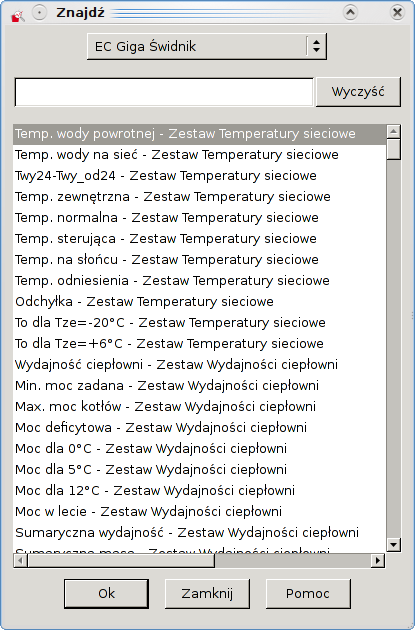 Znajdź
EC Giga Świdnik
Wyczyść
Temp. wody powrotnej - Zestaw Temperatury sieciowe
Temp. wody na sieć - Zestaw Temperatury sieciowe
Twy24-Twy_od24 - Zestaw Temperatury sieciowe
Temp. zewnętrzna - Zestaw Temperatury sieciowe
Temp. normalna - Zestaw Temperatury sieciowe
Temp. sterująca - Zestaw Temperatury sieciowe
Temp. na słońcu - Zestaw Temperatury sieciowe
Temp. odniesienia - Zestaw Temperatury sieciowe
Odchyłka - Zestaw Temperatury sieciowe
To dla Tze=-20°C - Zestaw Temperatury sieciowe
To dla Tze=+6°C - Zestaw Temperatury sieciowe
Wydajność ciepłowni - Zestaw Wydajności ciepłowni
Min. moc zadana - Zestaw Wydajności ciepłowni
Max. moc kotłów - Zestaw Wydajności ciepłowni
Moc deficytowa - Zestaw Wydajności ciepłowni
Moc dla 0°C - Zestaw Wydajności ciepłowni
Moc dla 5°C - Zestaw Wydajności ciepłowni
Moc dla 12°C - Zestaw Wydajności ciepłowni
Moc w lecie - Zestaw Wydajności ciepłowni
Sumaryczna wydajność - Zestaw Wydajności ciepłowni
Sumaryczna moc - Zestaw Wydajności ciepłowni
Ok
Zamknij
Pomoc